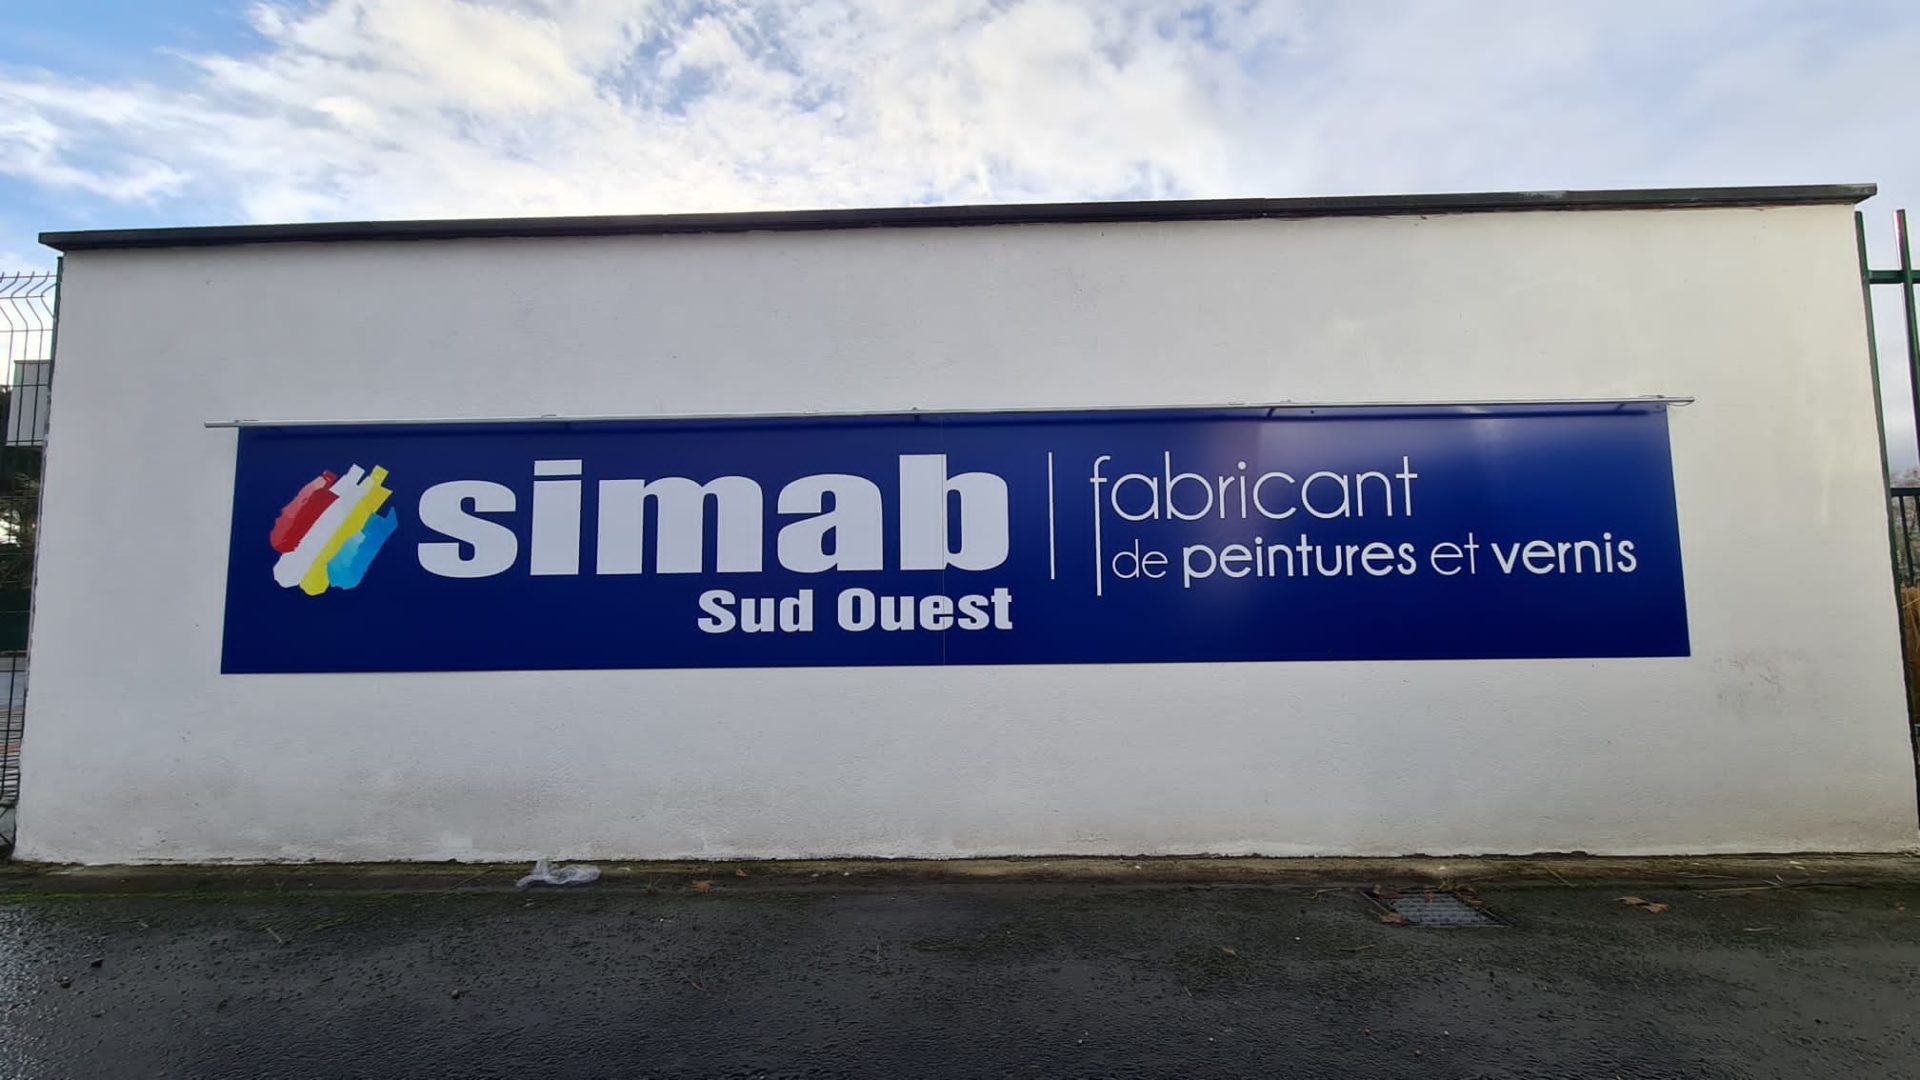 simab
Sud Ouest
fabricant
de peintures et vernis